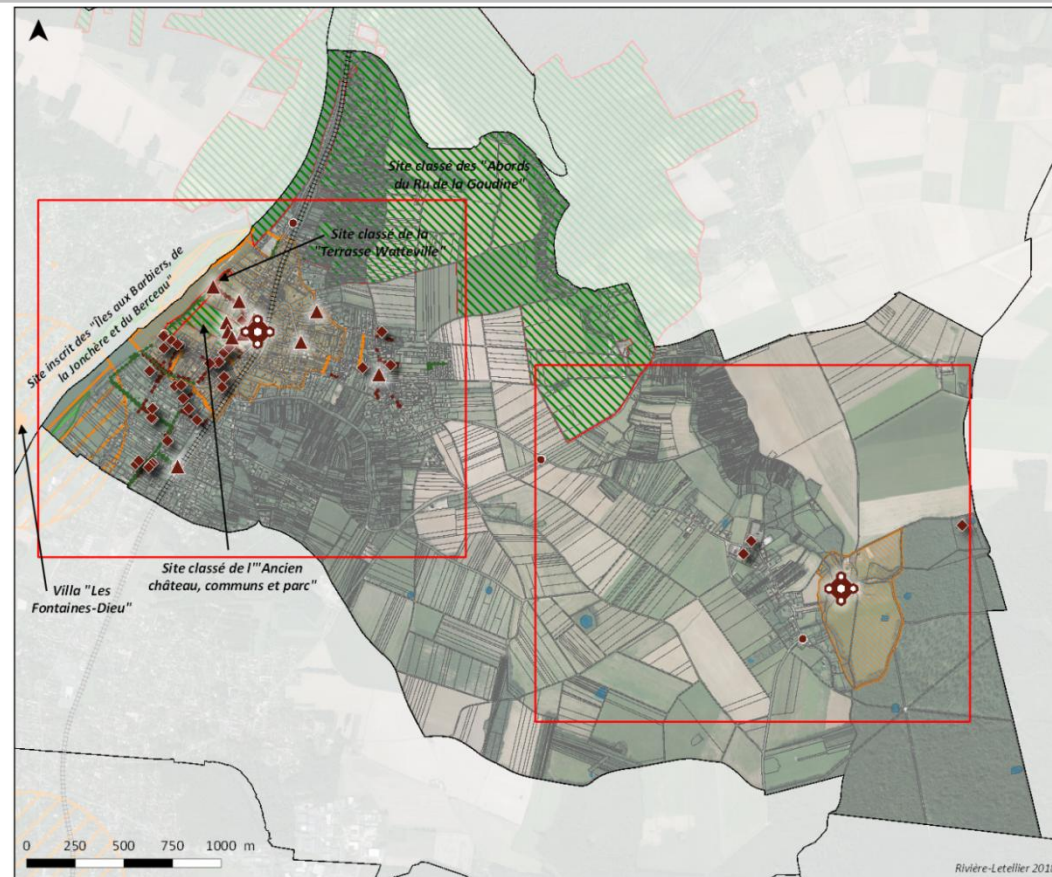 Site classé des "Abords
du Ru de la Gaudine"
Site classé de la
"Terrasse Watteville"
Site inscrit des "Îles aux Barbiers, de
la Jonchère et du Berceau"
Site classé de l'"Ancien
château, communs et parc"
Villa "Les
Fontaines-Dieu"
0 250 500 750 1000 m
Rivière-Letellier 2018